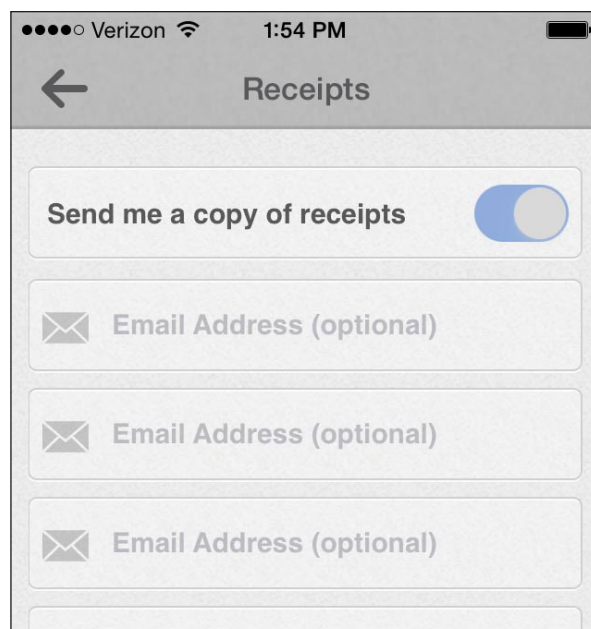 Verizon 1:54 PM
Receipts
Send me a copy of receipts
Email Address (optional)
Email Address (optional)
Email Address (optional)